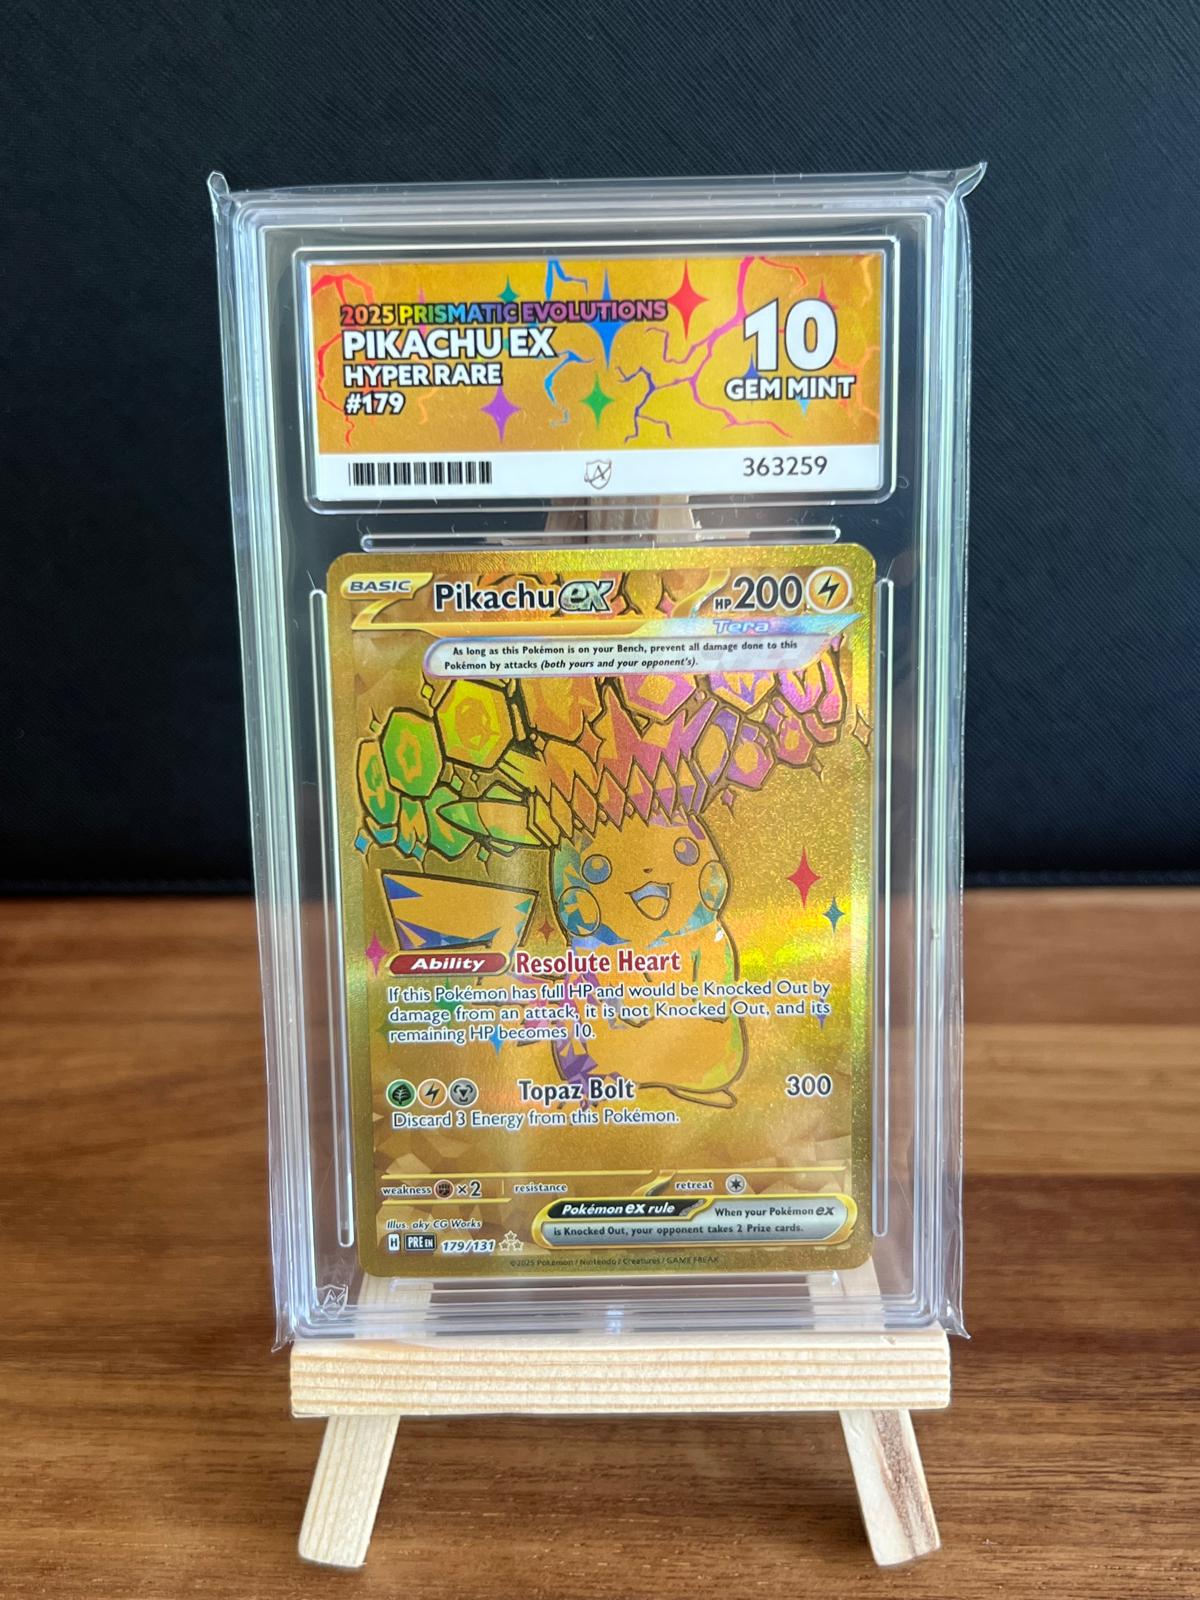 2025 PRISMATIC EVOLUTIONS
PIKACHU EX
HYPER RARE
#179
10
GEM MINT
363259
BASIC
Pikachu ex
HP 200
Tera
As long as this Pokémon is on your Bench, prevent all damage done to this
Pokémon by attacks (both yours and your opponent's).
Ability Resolute Heart
If this Pokémon has full HP and would be Knocked Out by
damage from an attack, it is not Knocked Out, and its
remaining HP becomes 10.
Topaz Bolt 300
Discard 3 Energy from this Pokémon.
weakness ×2 resistance retreat
Pokémon ex rule When your Pokémon ex
is Knocked Out, your opponent takes 2 Prize cards.
Illus. aky CG Works
H PRE EN 179/131
©2025 Pokémon / Nintendo / Creatures / GAME FREAK